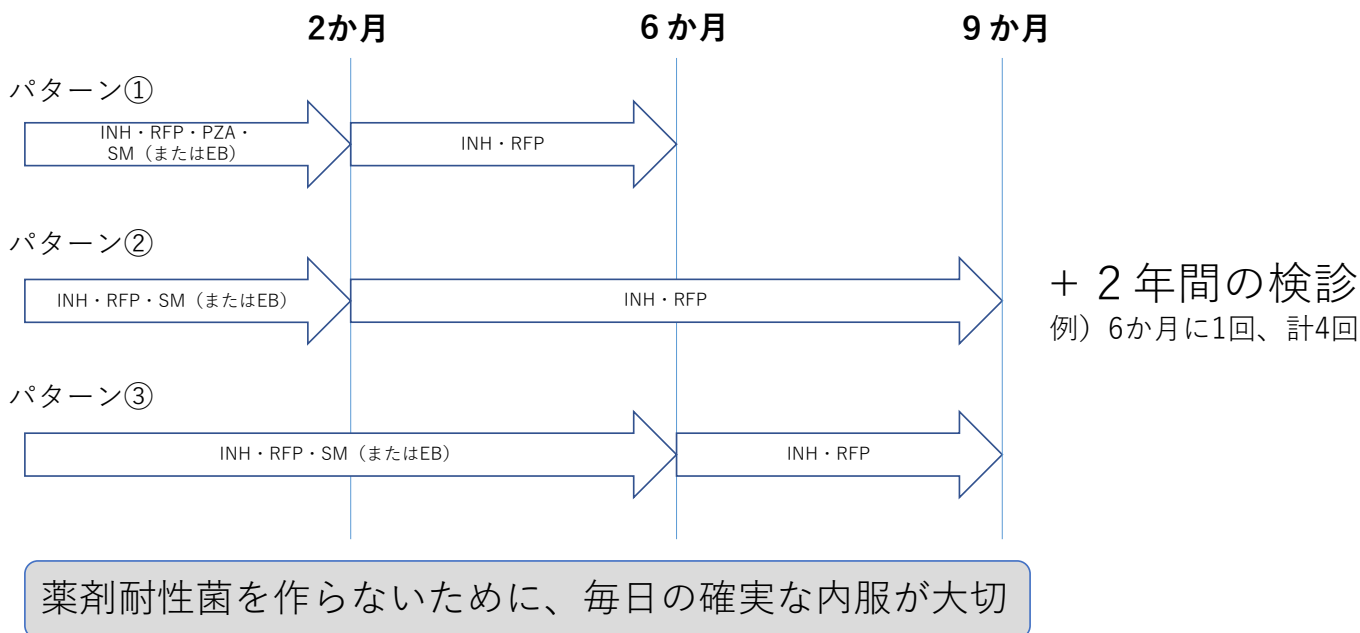 2か月
6か月
9か月
パターン①
INH・RFP・PZA・
SM（またはEB）
INH・RFP
パターン②
INH・RFP・SM（またはEB）
INH・RFP
＋２年間の検診
例）6か月に1回、計4回
パターン③
INH・RFP・SM（またはEB）
INH・RFP
薬剤耐性菌を作らないために、毎日の確実な内服が大切